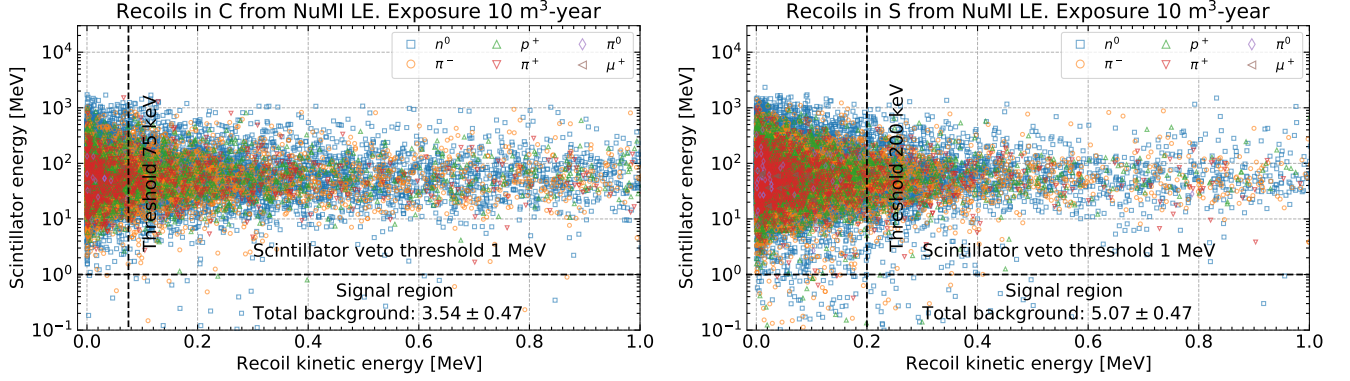 Recoils in C from NuMI LE. Exposure 10 m³-year
Scintillator energy [MeV]
10⁴
10³
10²
10¹
10⁰
10⁻¹
n⁰ p⁺ π⁰
π⁻ π⁺ μ⁺
Threshold 75 keV
Scintillator veto threshold 1 MeV
Signal region
Total background: 3.54 ± 0.47
0.0 0.2 0.4 0.6 0.8 1.0
Recoil kinetic energy [MeV]
Recoils in S from NuMI LE. Exposure 10 m³-year
Scintillator energy [MeV]
10⁴
10³
10²
10¹
10⁰
10⁻¹
n⁰ p⁺ π⁰
π⁻ π⁺ μ⁺
Threshold 200 keV
Scintillator veto threshold 1 MeV
Signal region
Total background: 5.07 ± 0.47
0.0 0.2 0.4 0.6 0.8 1.0
Recoil kinetic energy [MeV]